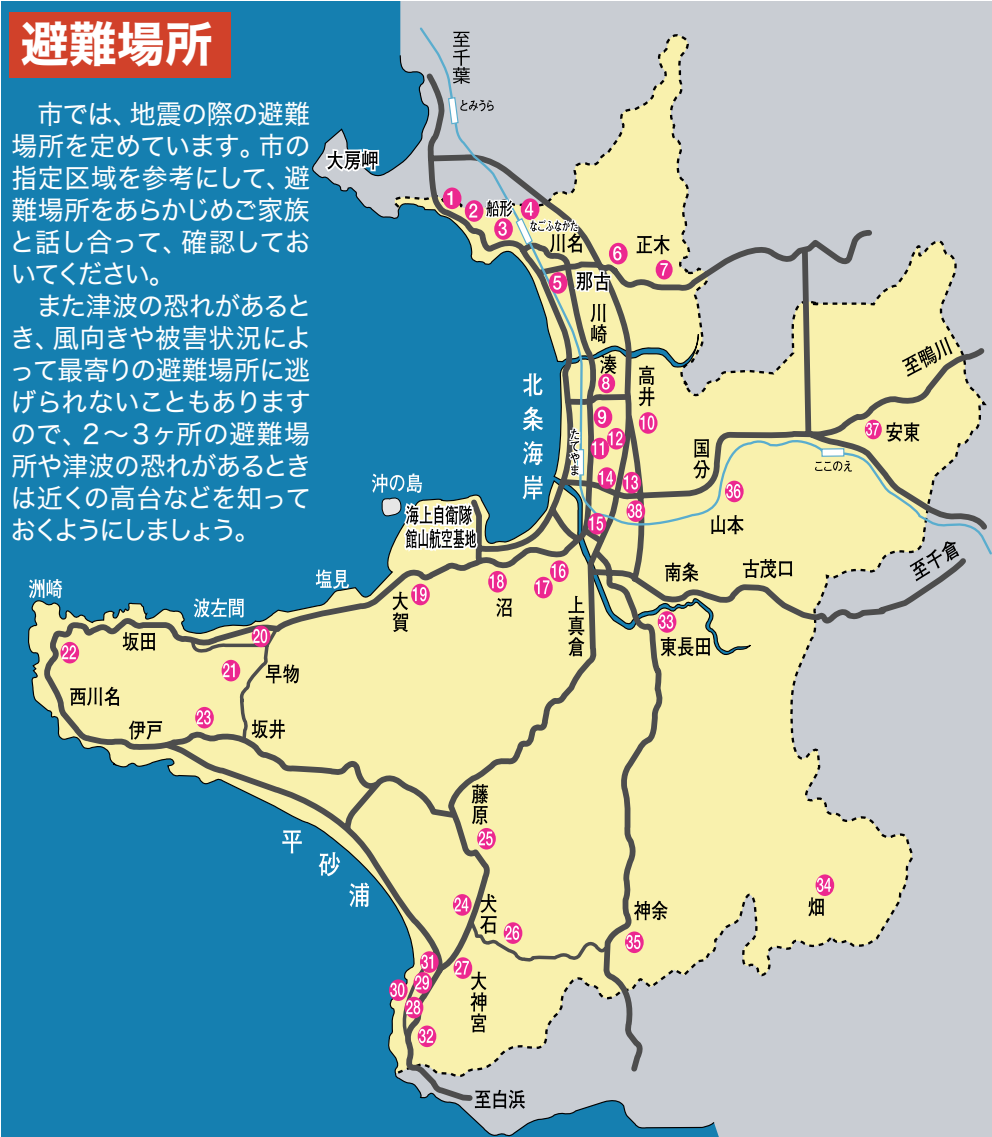 避難場所
市では、地震の際の避難
場所を定めています。市の
指定区域を参考にして、避
難場所をあらかじめご家族
と話し合って、確認してお
いてください。
また津波の恐れがあると
き、風向きや被害状況によ
って最寄りの避難場所に逃
げられないこともあります
ので、2〜3ヶ所の避難場
所や津波の恐れがあるとき
は近くの高台などを知って
おくようにしましょう。
至千葉
とみうら
大房岬
1
2
船形
3
4
なごふなかた
川名
5
那古
6
正木
7
川崎
湊
8
高井
9
10
11
12
北条海岸
たてやま
国分
13
14
15
38
36
山本
至鴨川
37
安東
ここのえ
至千倉
沖の島
海上自衛隊
館山航空基地
南条
古茂口
16
17
18
沼
上真倉
33
東長田
塩見
大賀
19
洲崎
波左間
坂田
20
21
早物
22
西川名
23
伊戸
坂井
平砂浦
藤原
25
24
犬石
26
神余
35
34
畑
31
27
29
30
28
大神宮
32
至白浜